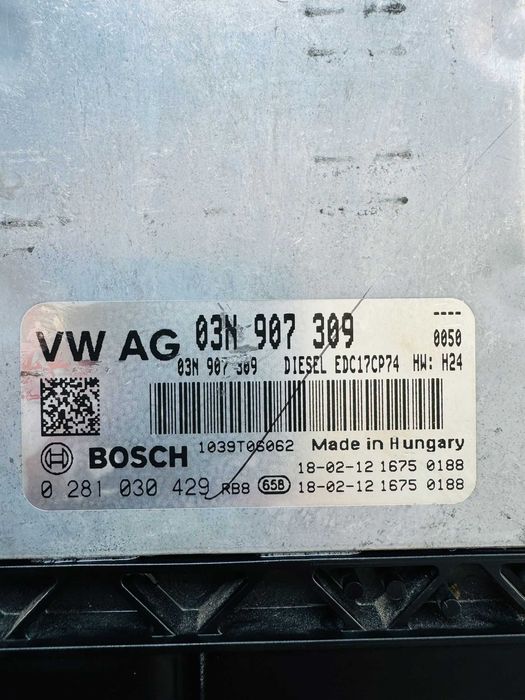 ----
VW AG 03N 907 309 0050
03N 907 309 DIESEL EDC17CP74 HW: H24
1039T06062 Made in Hungary
BOSCH 18-02-12 1675 0188
0 281 030 429 RB8 658 18-02-12 1675 0188